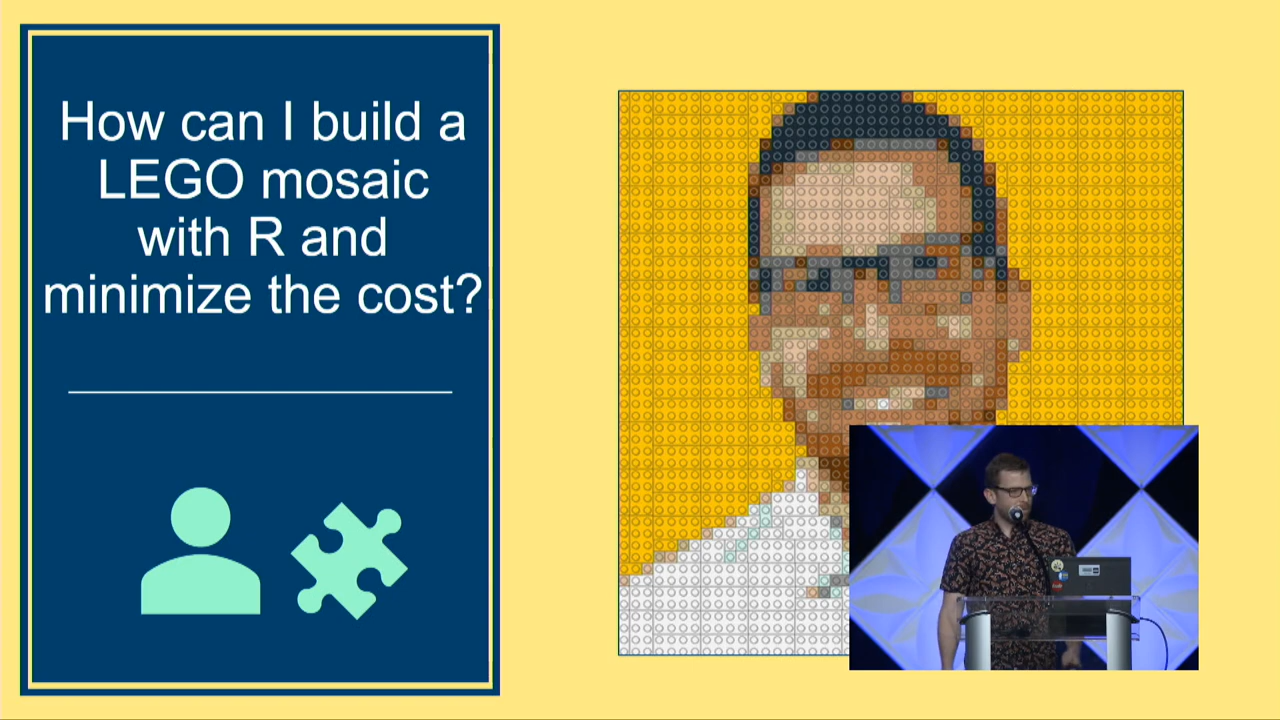 How can I build a
LEGO mosaic
with R and
minimize the cost?